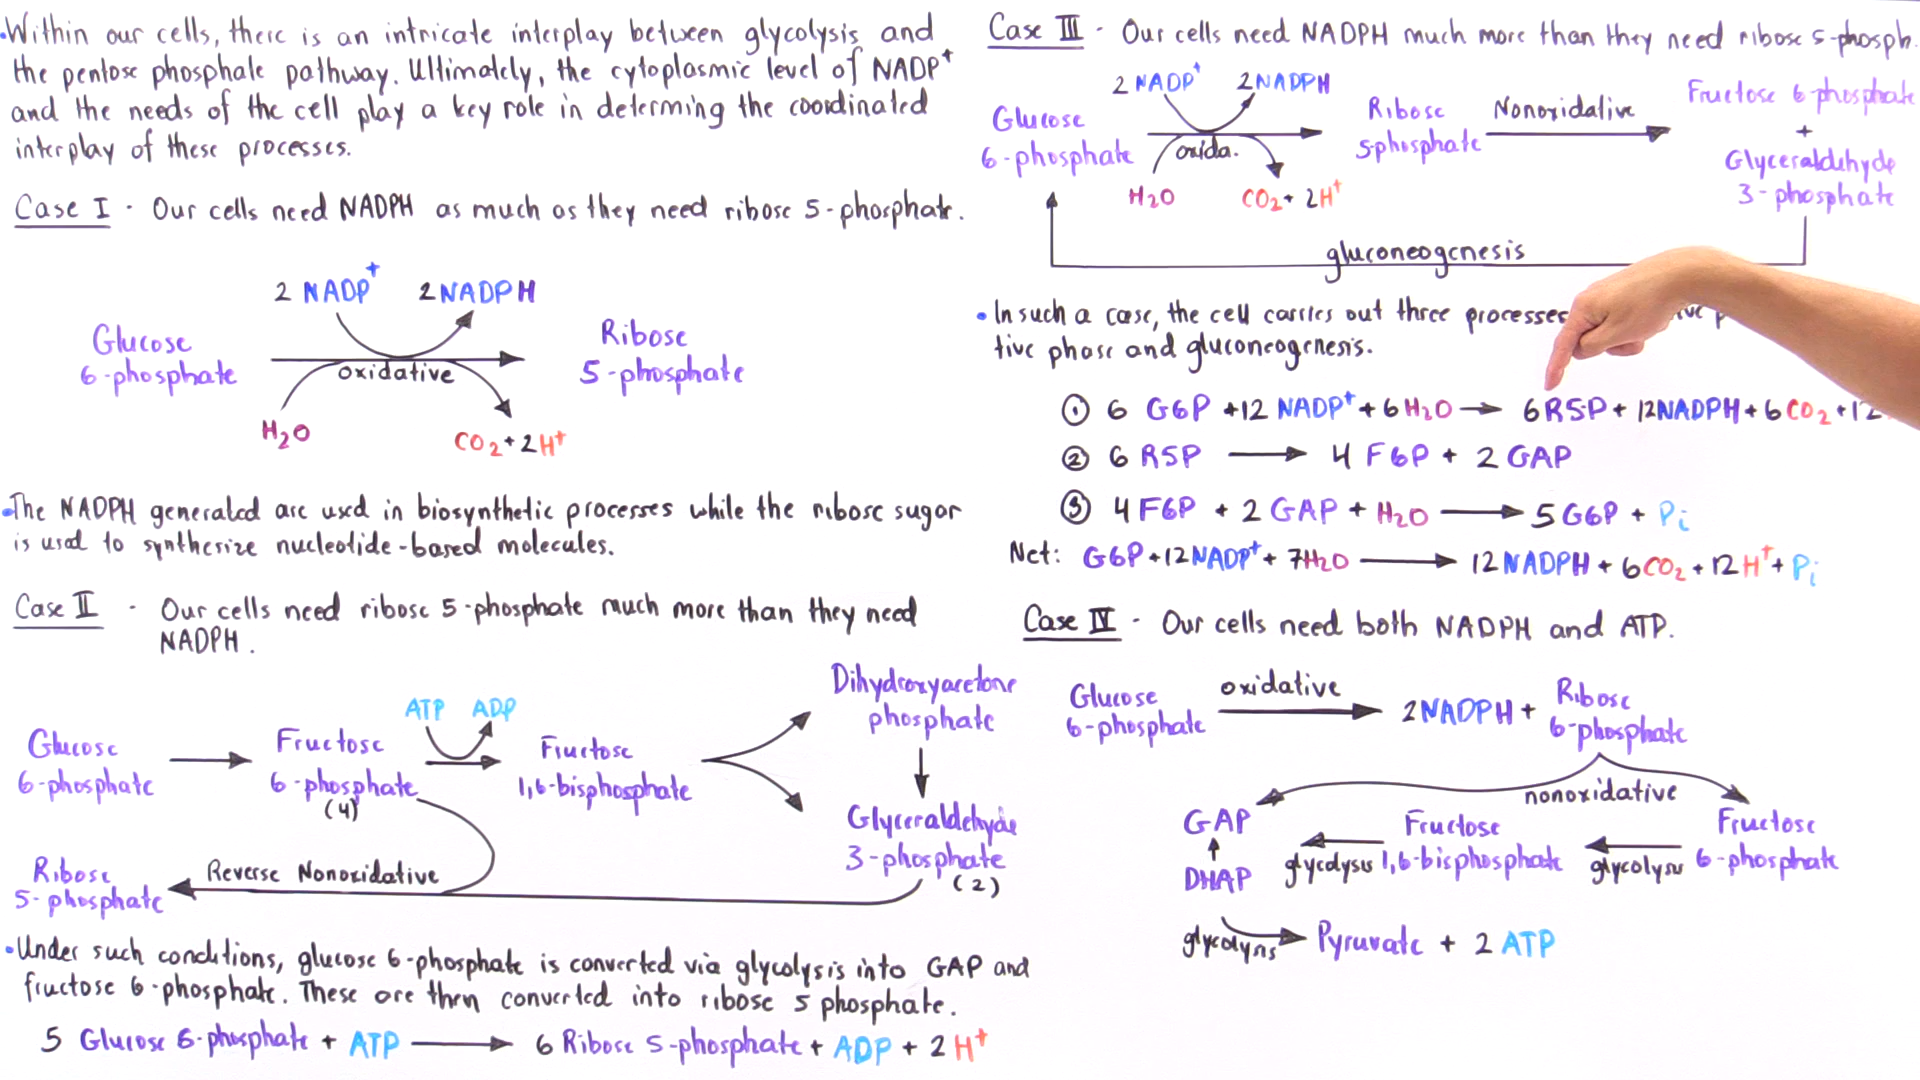 •Within our cells, there is an intricate interplay between glycolysis and
the pentose phosphate pathway. Ultimately, the cytoplasmic level of NADP⁺
and the needs of the cell play a key role in determing the coordinated
interplay of these processes.
Case I - Our cells need NADPH as much as they need ribose 5-phosphate.
2 NADP⁺ 2NADPH
Glucose
6-phosphate
oxidative
Ribose
5-phosphate
H₂O
CO₂+2H⁺
•The NADPH generated are used in biosynthetic processes while the ribose sugar
is used to synthesize nucleotide-based molecules.
Case II - Our cells need ribose 5-phosphate much more than they need
NADPH.
Glucose
6-phosphate
Fructose
6-phosphate
(4)
ATP ADP
Fructose
1,6-bisphosphate
Dihydroxyacetone
phosphate
Glyceraldehyde
3-phosphate
(2)
Reverse Nonoxidative
Ribose
5-phosphate
•Under such conditions, glucose 6-phosphate is converted via glycolysis into GAP and
fructose 6-phosphate. These are then converted into ribose 5 phosphate.
5 Glucose 6-phosphate + ATP → 6 Ribose 5-phosphate + ADP + 2 H⁺
Case III - Our cells need NADPH much more than they need ribose 5-phosph.
2 NADP⁺ 2NADPH
Glucose
6-phosphate
oxida.
H₂O
CO₂+ 2H⁺
Ribose
5phosphate
Nonoxidative
Fructose 6-phosphate
+
Glyceraldehyde
3-phosphate
gluconeogenesis
•In such a case, the cell carries out three processes
tive phase and gluconeogenesis.
① 6 G6P +12 NADP⁺ + 6H₂O → 6R5P + 12NADPH + 6CO₂ +12
② 6 R5P → 4 F6P + 2 GAP
③ 4 F6P + 2 GAP + H₂O → 5G6P + Pi
Net: G6P+12NADP⁺ + 7H₂O → 12NADPH + 6CO₂ + 12H⁺ + Pi
Case IV - Our cells need both NADPH and ATP.
Glucose
6-phosphate
oxidative
2NADPH +
Ribose
6-phosphate
nonoxidative
GAP
↑
DHAP
glycolysis
Fructose
1,6-bisphosphate
glycolysis
Fructose
6-phosphate
glycolysis → Pyruvate + 2 ATP